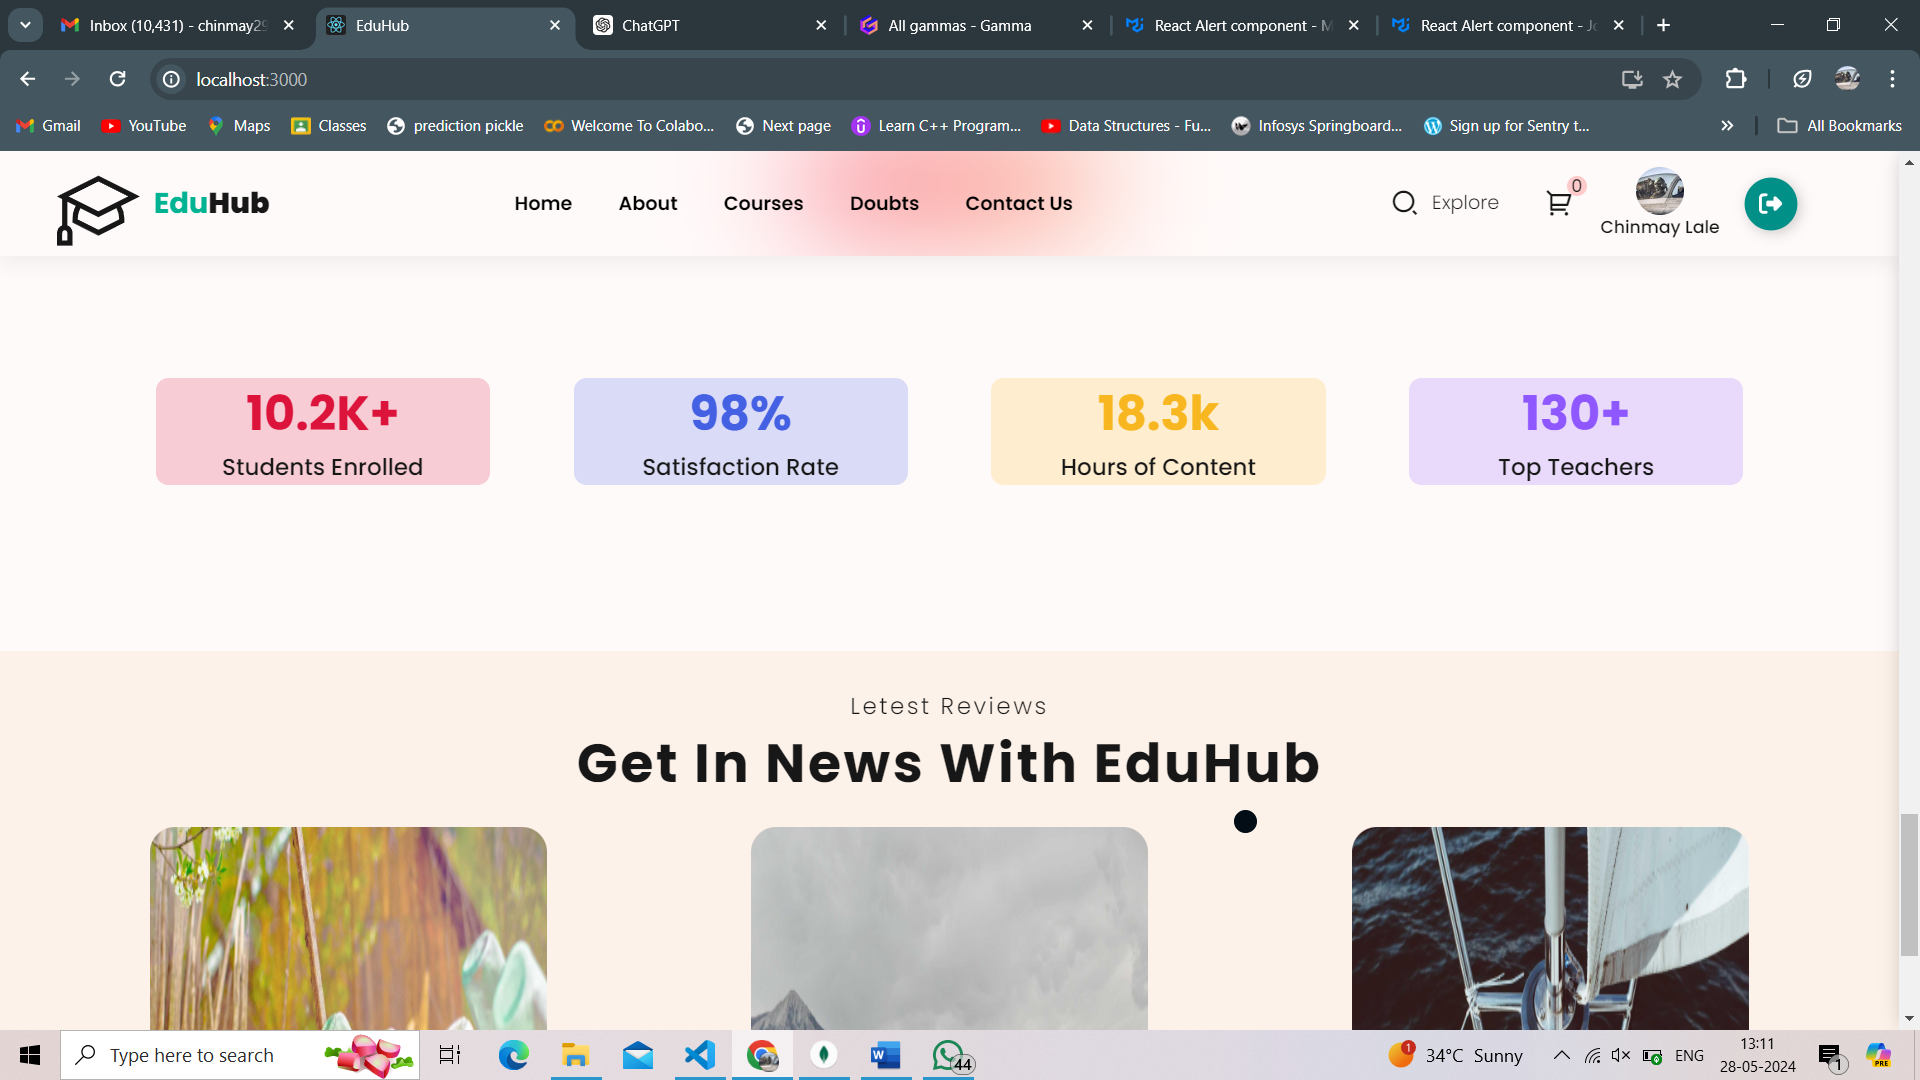 Inbox (10,431) - chinmay29
EduHub
ChatGPT
All gammas - Gamma
React Alert component - M
React Alert component - Jo
localhost:3000
Gmail
YouTube
Maps
Classes
prediction pickle
Welcome To Colabo...
Next page
Learn C++ Program...
Data Structures - Fu...
Infosys Springboard...
Sign up for Sentry t...
All Bookmarks
EduHub
Home
About
Courses
Doubts
Contact Us
Explore
0
Chinmay Lale
10.2K+
Students Enrolled
98%
Satisfaction Rate
18.3k
Hours of Content
130+
Top Teachers
Letest Reviews
Get In News With EduHub
Type here to search
44
1
34°C Sunny
ENG
13:11
28-05-2024
1
PRE